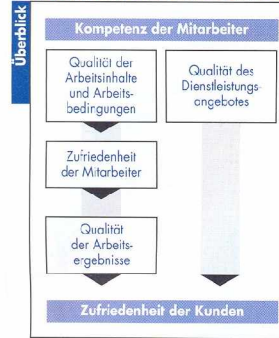 Überblick
Kompetenz der Mitarbeiter
Qualität der
Arbeitsinhalte
und Arbeits-
bedingungen
Qualität des
Dienstleistungs-
angebotes
Zufriedenheit
der Mitarbeiter
Qualität
der Arbeits-
ergebnisse
Zufriedenheit der Kunden